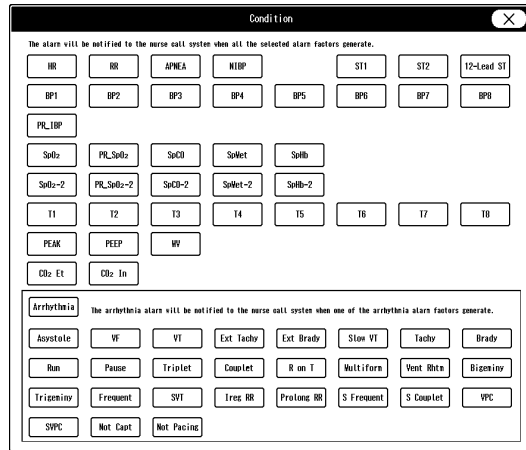 Condition
X
The alarm will be notified to the nurse call system when all the selected alarm factors generate.
HR RR APNEA NIBP ST1 ST2 12-Lead ST
BP1 BP2 BP3 BP4 BP5 BP6 BP7 BP8
PR_IBP
SpO₂ PR_SpO₂ SpCO SpMet SpHb
SpO₂-2 PR_SpO₂-2 SpCO-2 SpMet-2 SpHb-2
T1 T2 T3 T4 T5 T6 T7 T8
PEAK PEEP MV
CO₂ Et CO₂ In
Arrhythmia The arrhythmia alarm will be notified to the nurse call system when one of the arrhythmia alarm factors generate.
Asystole VF VT Ext Tachy Ext Brady Slow VT Tachy Brady
Run Pause Triplet Couplet R on T Multiform Vent Rhtm Bigeminy
Trigeminy Frequent SVT Ireg RR Prolong RR S Frequent S Couplet VPC
SVPC Not Capt Not Pacing